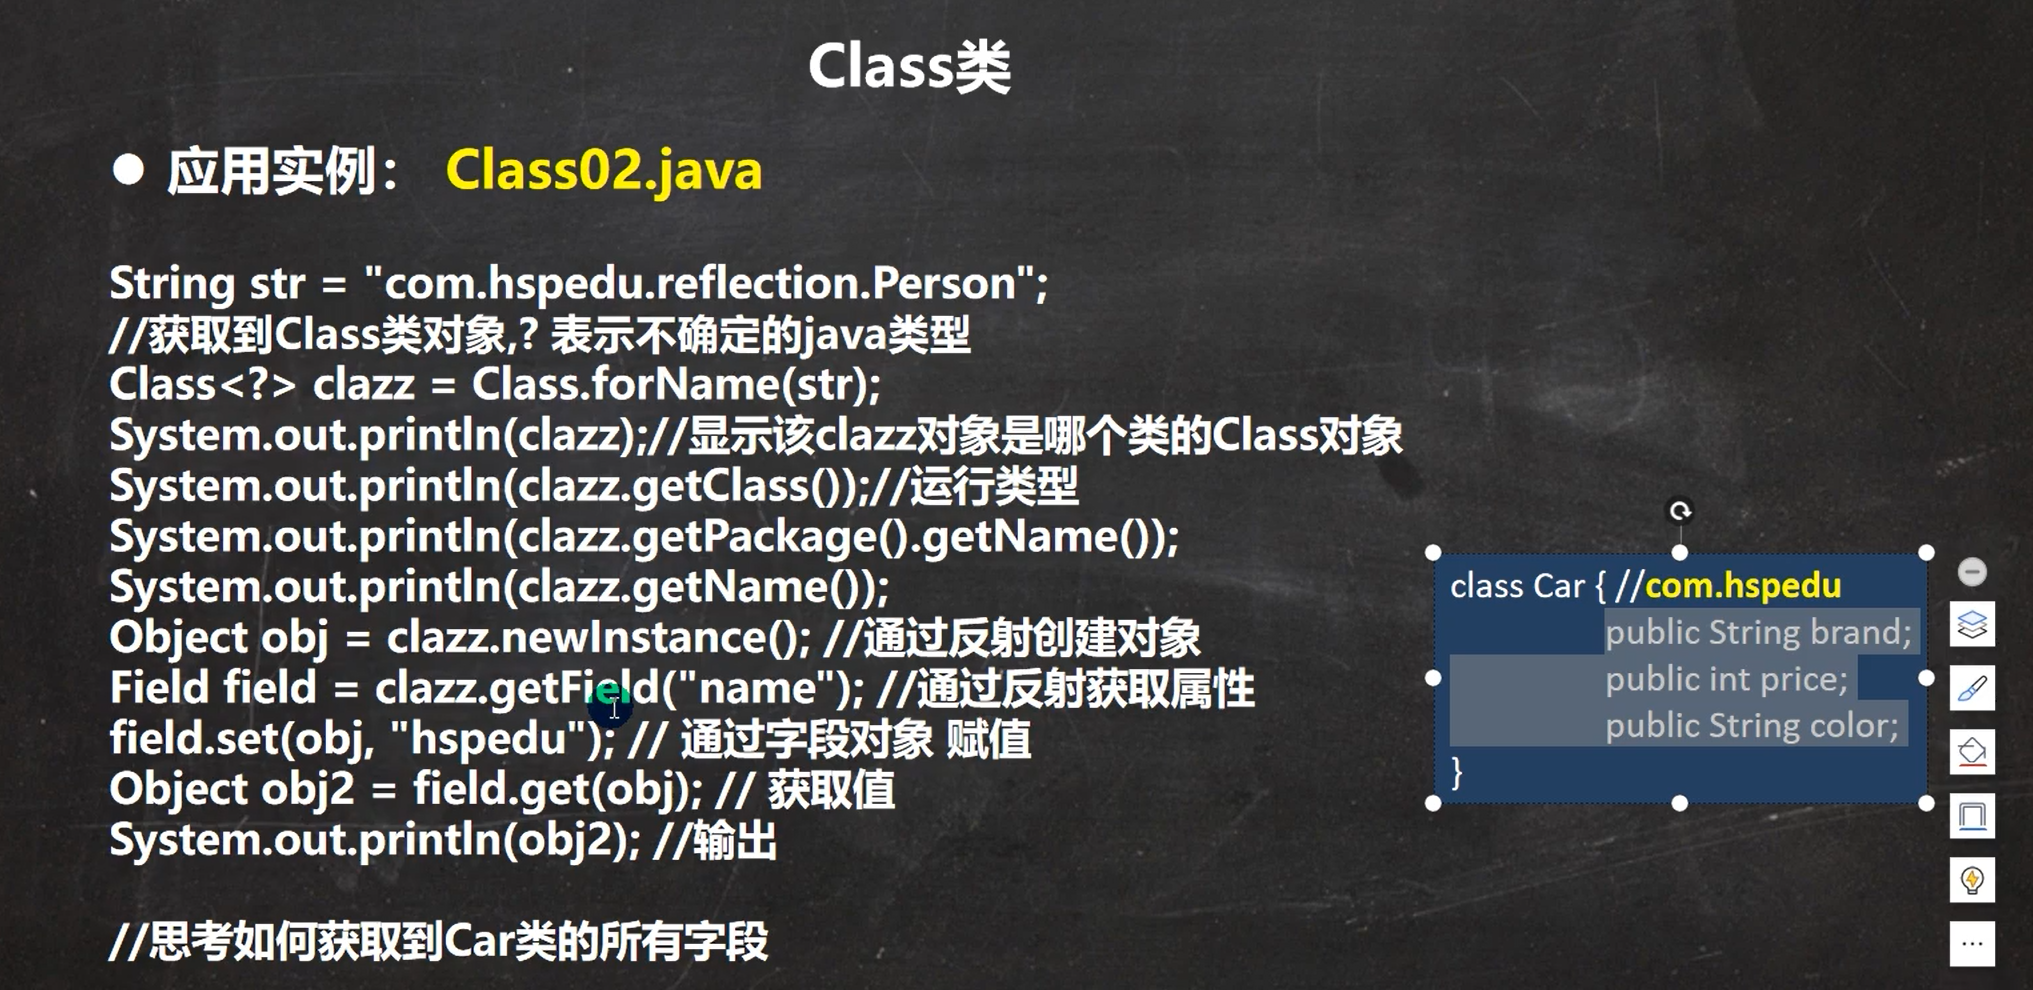 Class类
● 应用实例： Class02.java
String str = "com.hspedu.reflection.Person";
//获取到Class类对象,? 表示不确定的java类型
Class<?> clazz = Class.forName(str);
System.out.println(clazz);//显示该clazz对象是哪个类的Class对象
System.out.println(clazz.getClass());//运行类型
System.out.println(clazz.getPackage().getName());
System.out.println(clazz.getName());
Object obj = clazz.newInstance(); //通过反射创建对象
Field field = clazz.getField("name"); //通过反射获取属性
field.set(obj, "hspedu"); // 通过字段对象 赋值
Object obj2 = field.get(obj); // 获取值
System.out.println(obj2); //输出
//思考如何获取到Car类的所有字段
class Car { //com.hspedu
public String brand;
public int price;
public String color;
}